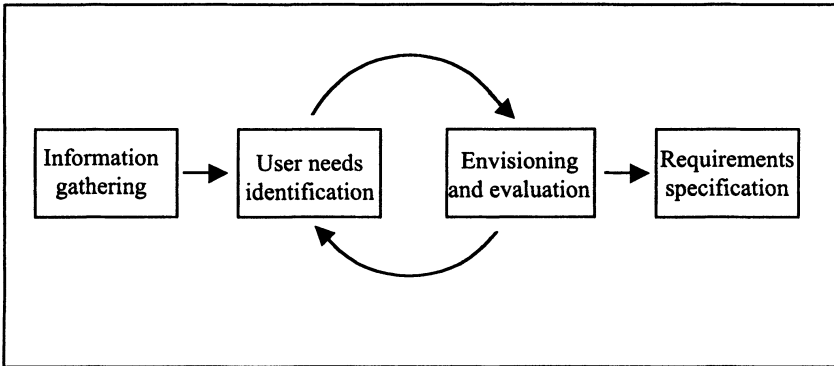 Information
gathering
User needs
identification
Envisioning
and evaluation
Requirements
specification